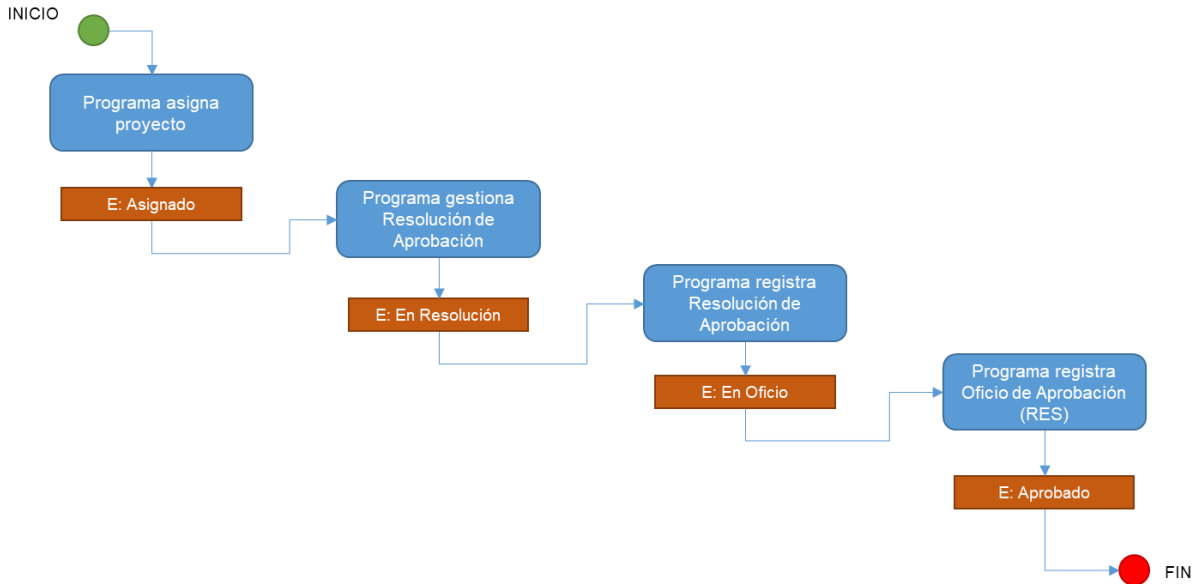 INICIO
Programa asigna
proyecto
E: Asignado
Programa gestiona
Resolución de
Aprobación
E: En Resolución
Programa registra
Resolución de
Aprobación
E: En Oficio
Programa registra
Oficio de Aprobación
(RES)
E: Aprobado
FIN